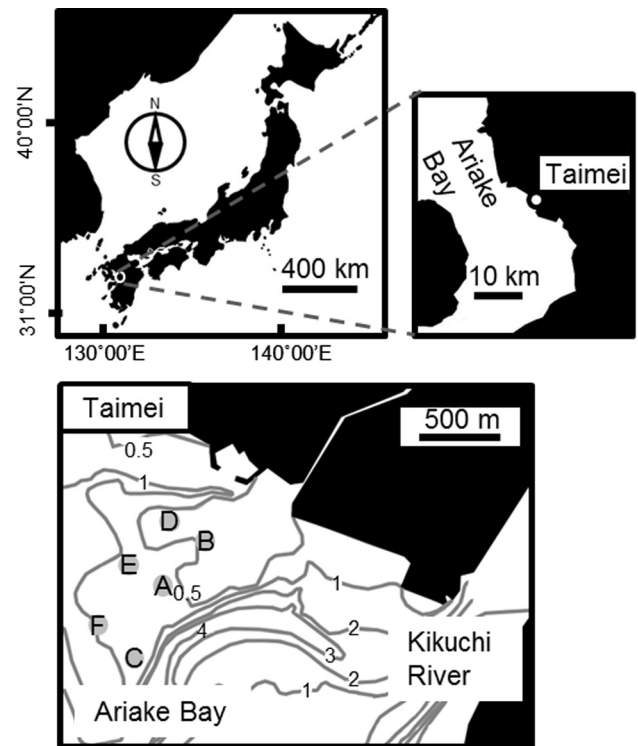 N
S
40°00'N
31°00'N
130°00'E
140°00'E
400 km
Ariake
Bay
Taimei
10 km
Taimei
500 m
0.5
1
D
B
E
A
0.5
F
C
4
1
2
3
2
1
Kikuchi
River
Ariake Bay